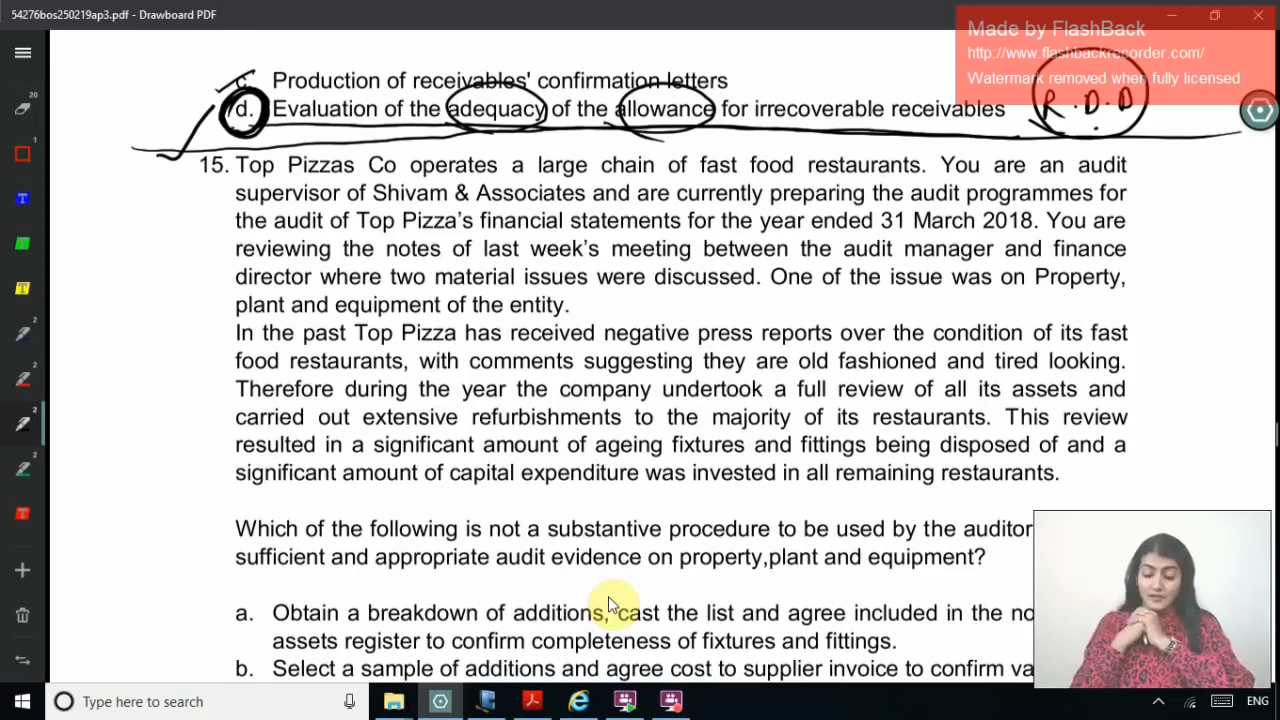 54276bos250219ap3.pdf - Drawboard PDF
Made by FlashBack
http://www.flashbackrecorder.com/
Watermark removed when fully licensed
c. Production of receivables' confirmation letters
d. Evaluation of the adequacy of the allowance for irrecoverable receivables
R.D.D
15. Top Pizzas Co operates a large chain of fast food restaurants. You are an audit
supervisor of Shivam & Associates and are currently preparing the audit programmes for
the audit of Top Pizza's financial statements for the year ended 31 March 2018. You are
reviewing the notes of last week's meeting between the audit manager and finance
director where two material issues were discussed. One of the issue was on Property,
plant and equipment of the entity.
In the past Top Pizza has received negative press reports over the condition of its fast
food restaurants, with comments suggesting they are old fashioned and tired looking.
Therefore during the year the company undertook a full review of all its assets and
carried out extensive refurbishments to the majority of its restaurants. This review
resulted in a significant amount of ageing fixtures and fittings being disposed of and a
significant amount of capital expenditure was invested in all remaining restaurants.
Which of the following is not a substantive procedure to be used by the auditor
sufficient and appropriate audit evidence on property,plant and equipment?
a. Obtain a breakdown of additions, cast the list and agree included in the
assets register to confirm completeness of fixtures and fittings.
b. Select a sample of additions and agree cost to supplier invoice to confirm
Type here to search
ENG